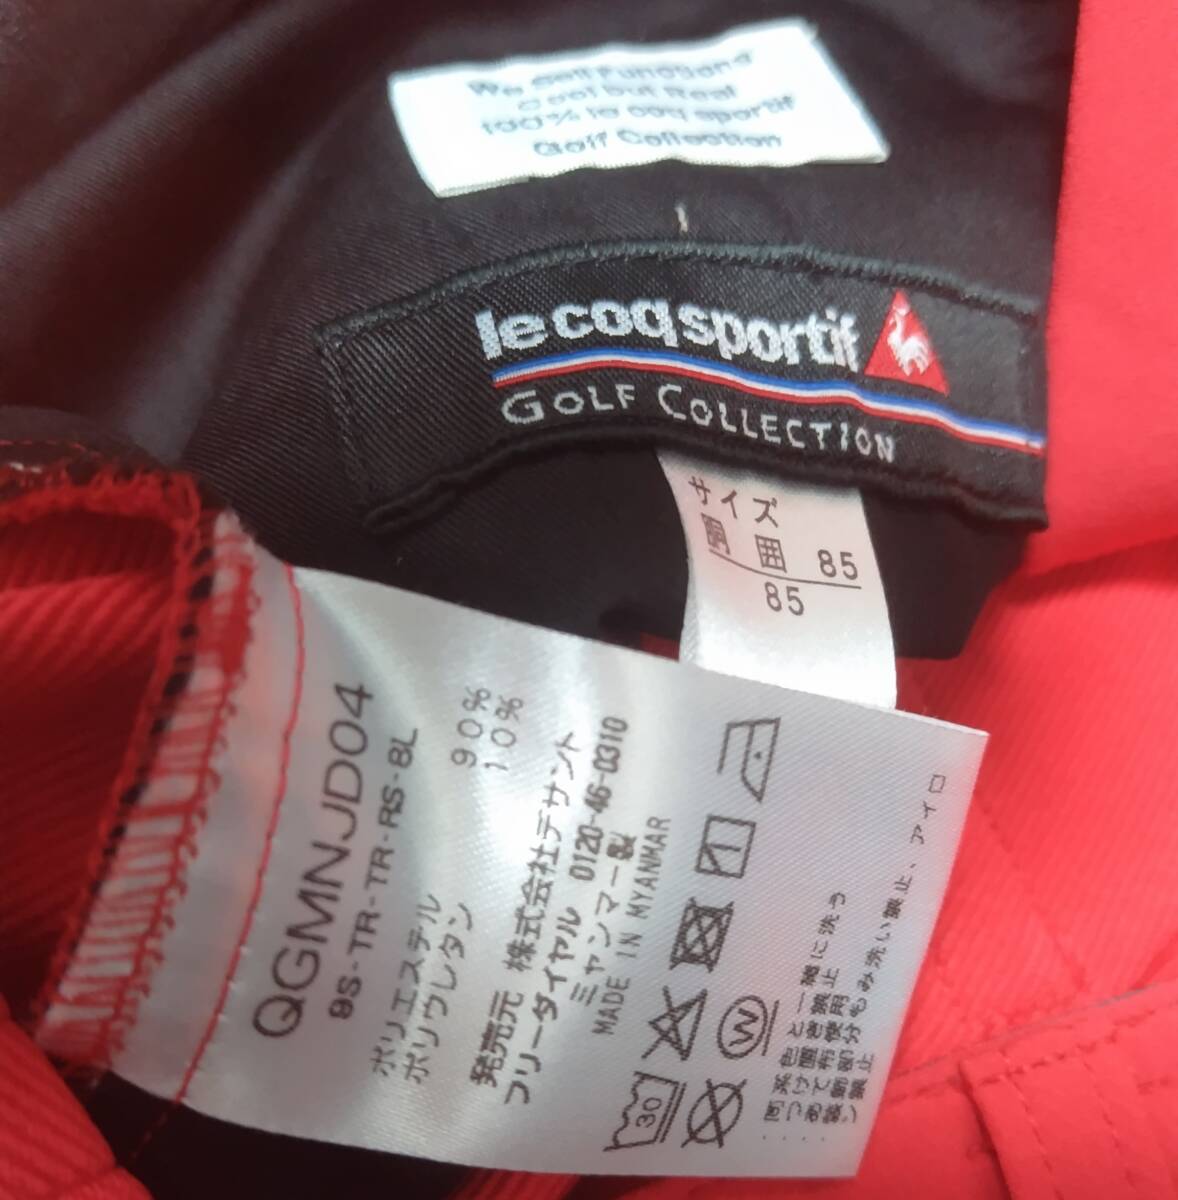 Golf Functional
Cool but Real
100% le coq sportif
Golf Collection
le coq sportif
GOLF COLLECTION
サイズ
胴囲 85
85
QGMNJD04
9S-TR-TR-RS-8L
ポリエステル 90%
ポリウレタン 10%
発売元 株式会社デサント
フリーダイヤル 0120-46-0310
ミャンマー製
MADE IN MYANMAR
30
W